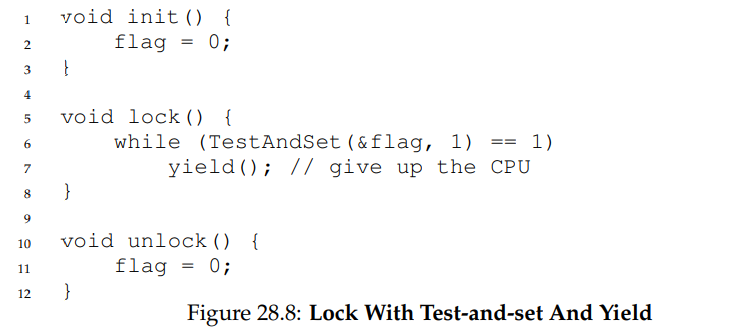 1 void init() {
2 flag = 0;
3 }
4
5 void lock() {
6 while (TestAndSet(&flag, 1) == 1)
7 yield(); // give up the CPU
8 }
9
10 void unlock() {
11 flag = 0;
12 }
Figure 28.8: Lock With Test-and-set And Yield